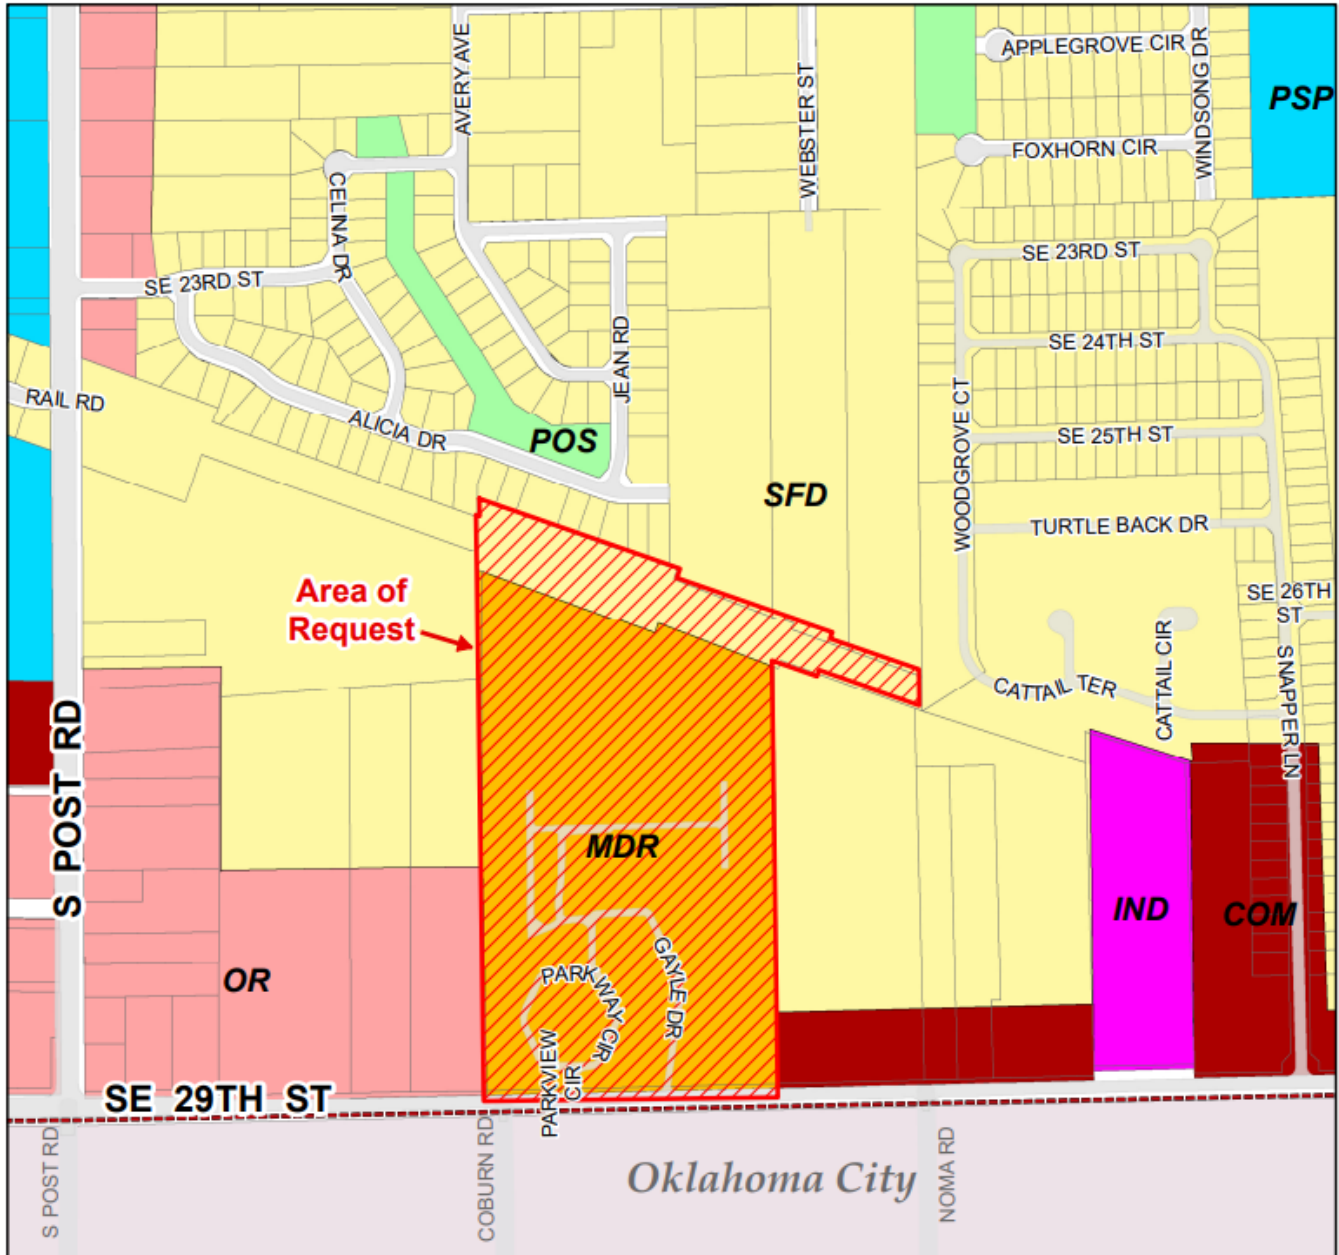 APPLEGROVE CIR
WINDSONG DR
AVERY AVE
WEBSTER ST
PSP
FOXHORN CIR
CELINA DR
SE 23RD ST
SE 23RD ST
SE 24TH ST
JEAN RD
RAIL RD
ALICIA DR
POS
WOODGROVE CT
SE 25TH ST
SFD
TURTLE BACK DR
Area of
Request
SE 26TH
ST
SNAPPER LN
CATTAIL TER
CATTAIL CIR
S POST RD
MDR
IND
COM
OR
GAYLE DR
PARKWAY CIR
PARKVIEW
CIR
SE 29TH ST
S POST RD
COBURN RD
Oklahoma City
NOMA RD